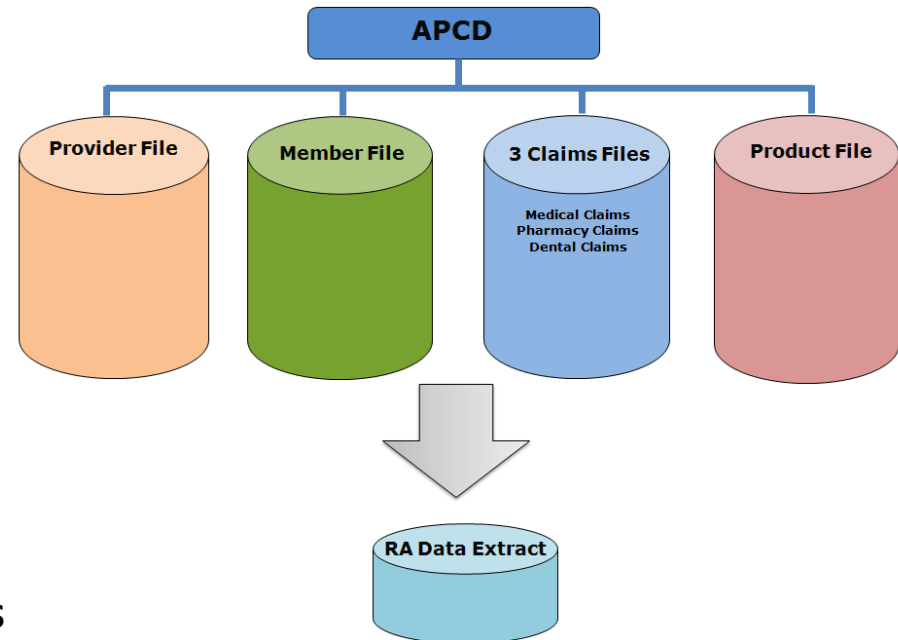 APCD
Provider File
Member File
3 Claims Files
Product File
Medical Claims
Pharmacy Claims
Dental Claims
RA Data Extract
s